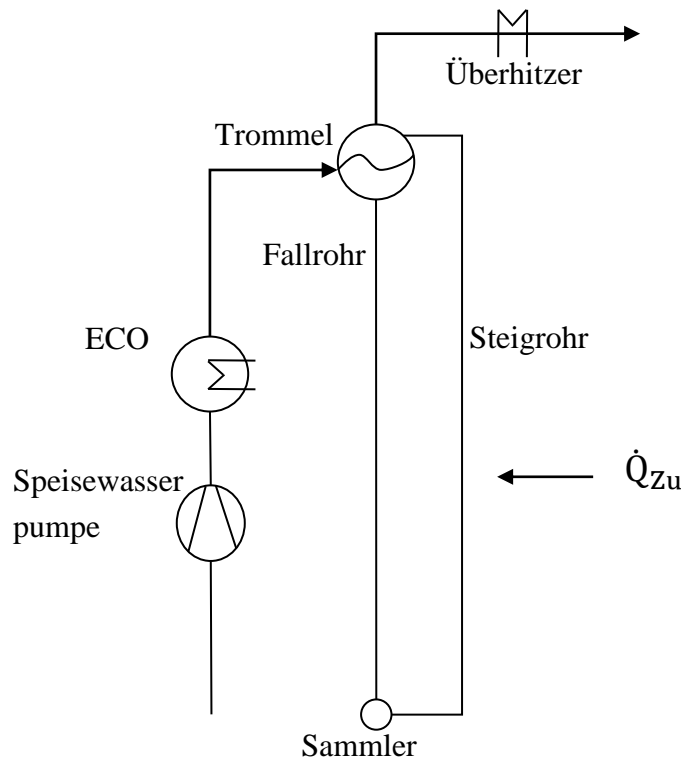 Überhitzer
Trommel
Fallrohr
ECO
Steigrohr
Speisewasser
pumpe
Q̇zu
Sammler